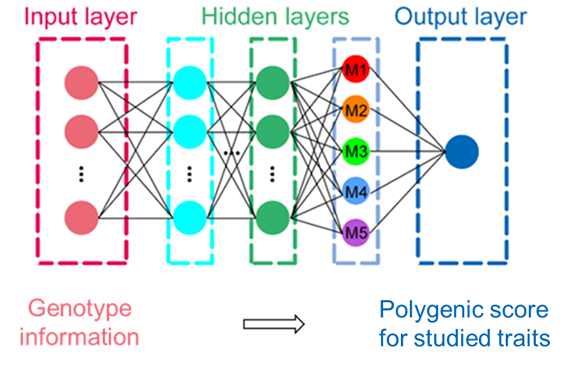 Input layer
Hidden layers
Output layer
M1
M2
M3
M4
M5
Genotype
information
Polygenic score
for studied traits